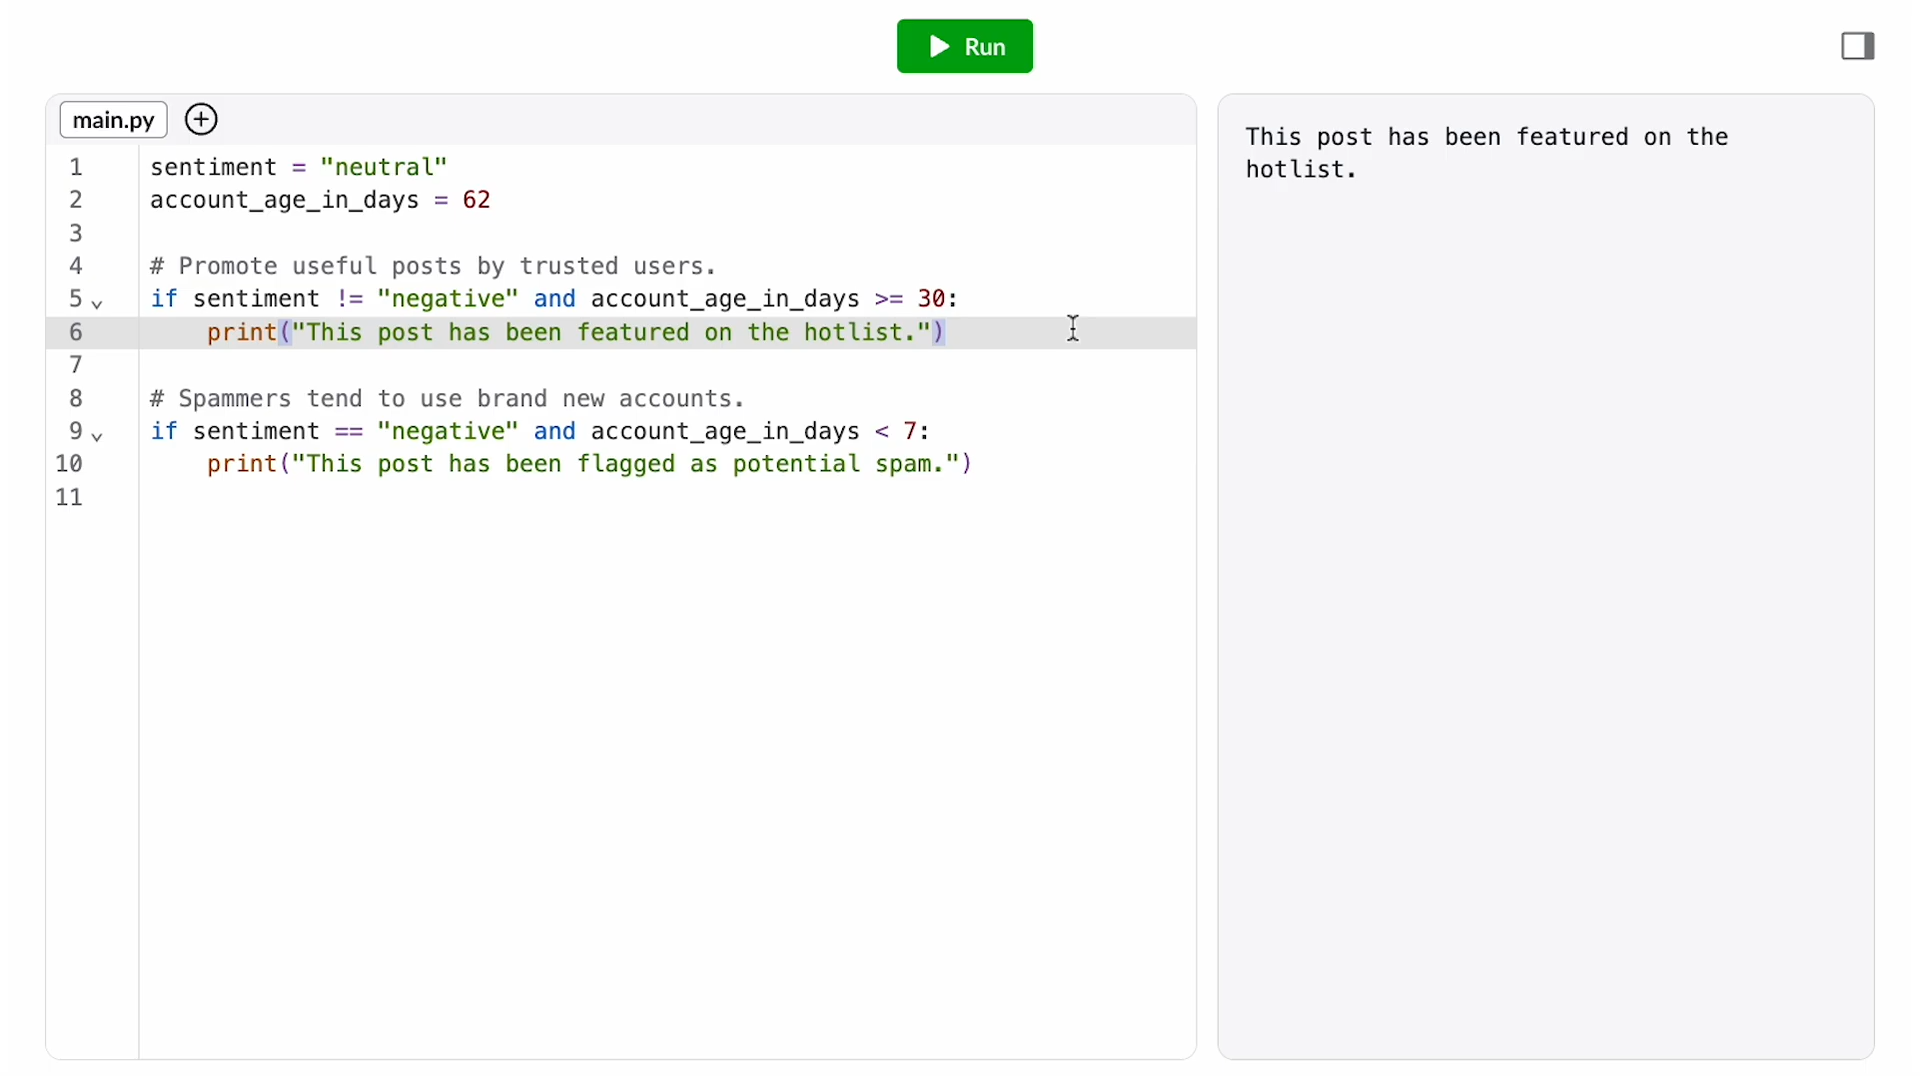 Run
main.py
1 sentiment = "neutral"
2 account_age_in_days = 62
3
4 # Promote useful posts by trusted users.
5 if sentiment != "negative" and account_age_in_days >= 30:
6     print("This post has been featured on the hotlist.")
7
8 # Spammers tend to use brand new accounts.
9 if sentiment == "negative" and account_age_in_days < 7:
10     print("This post has been flagged as potential spam.")
11
This post has been featured on the
hotlist.